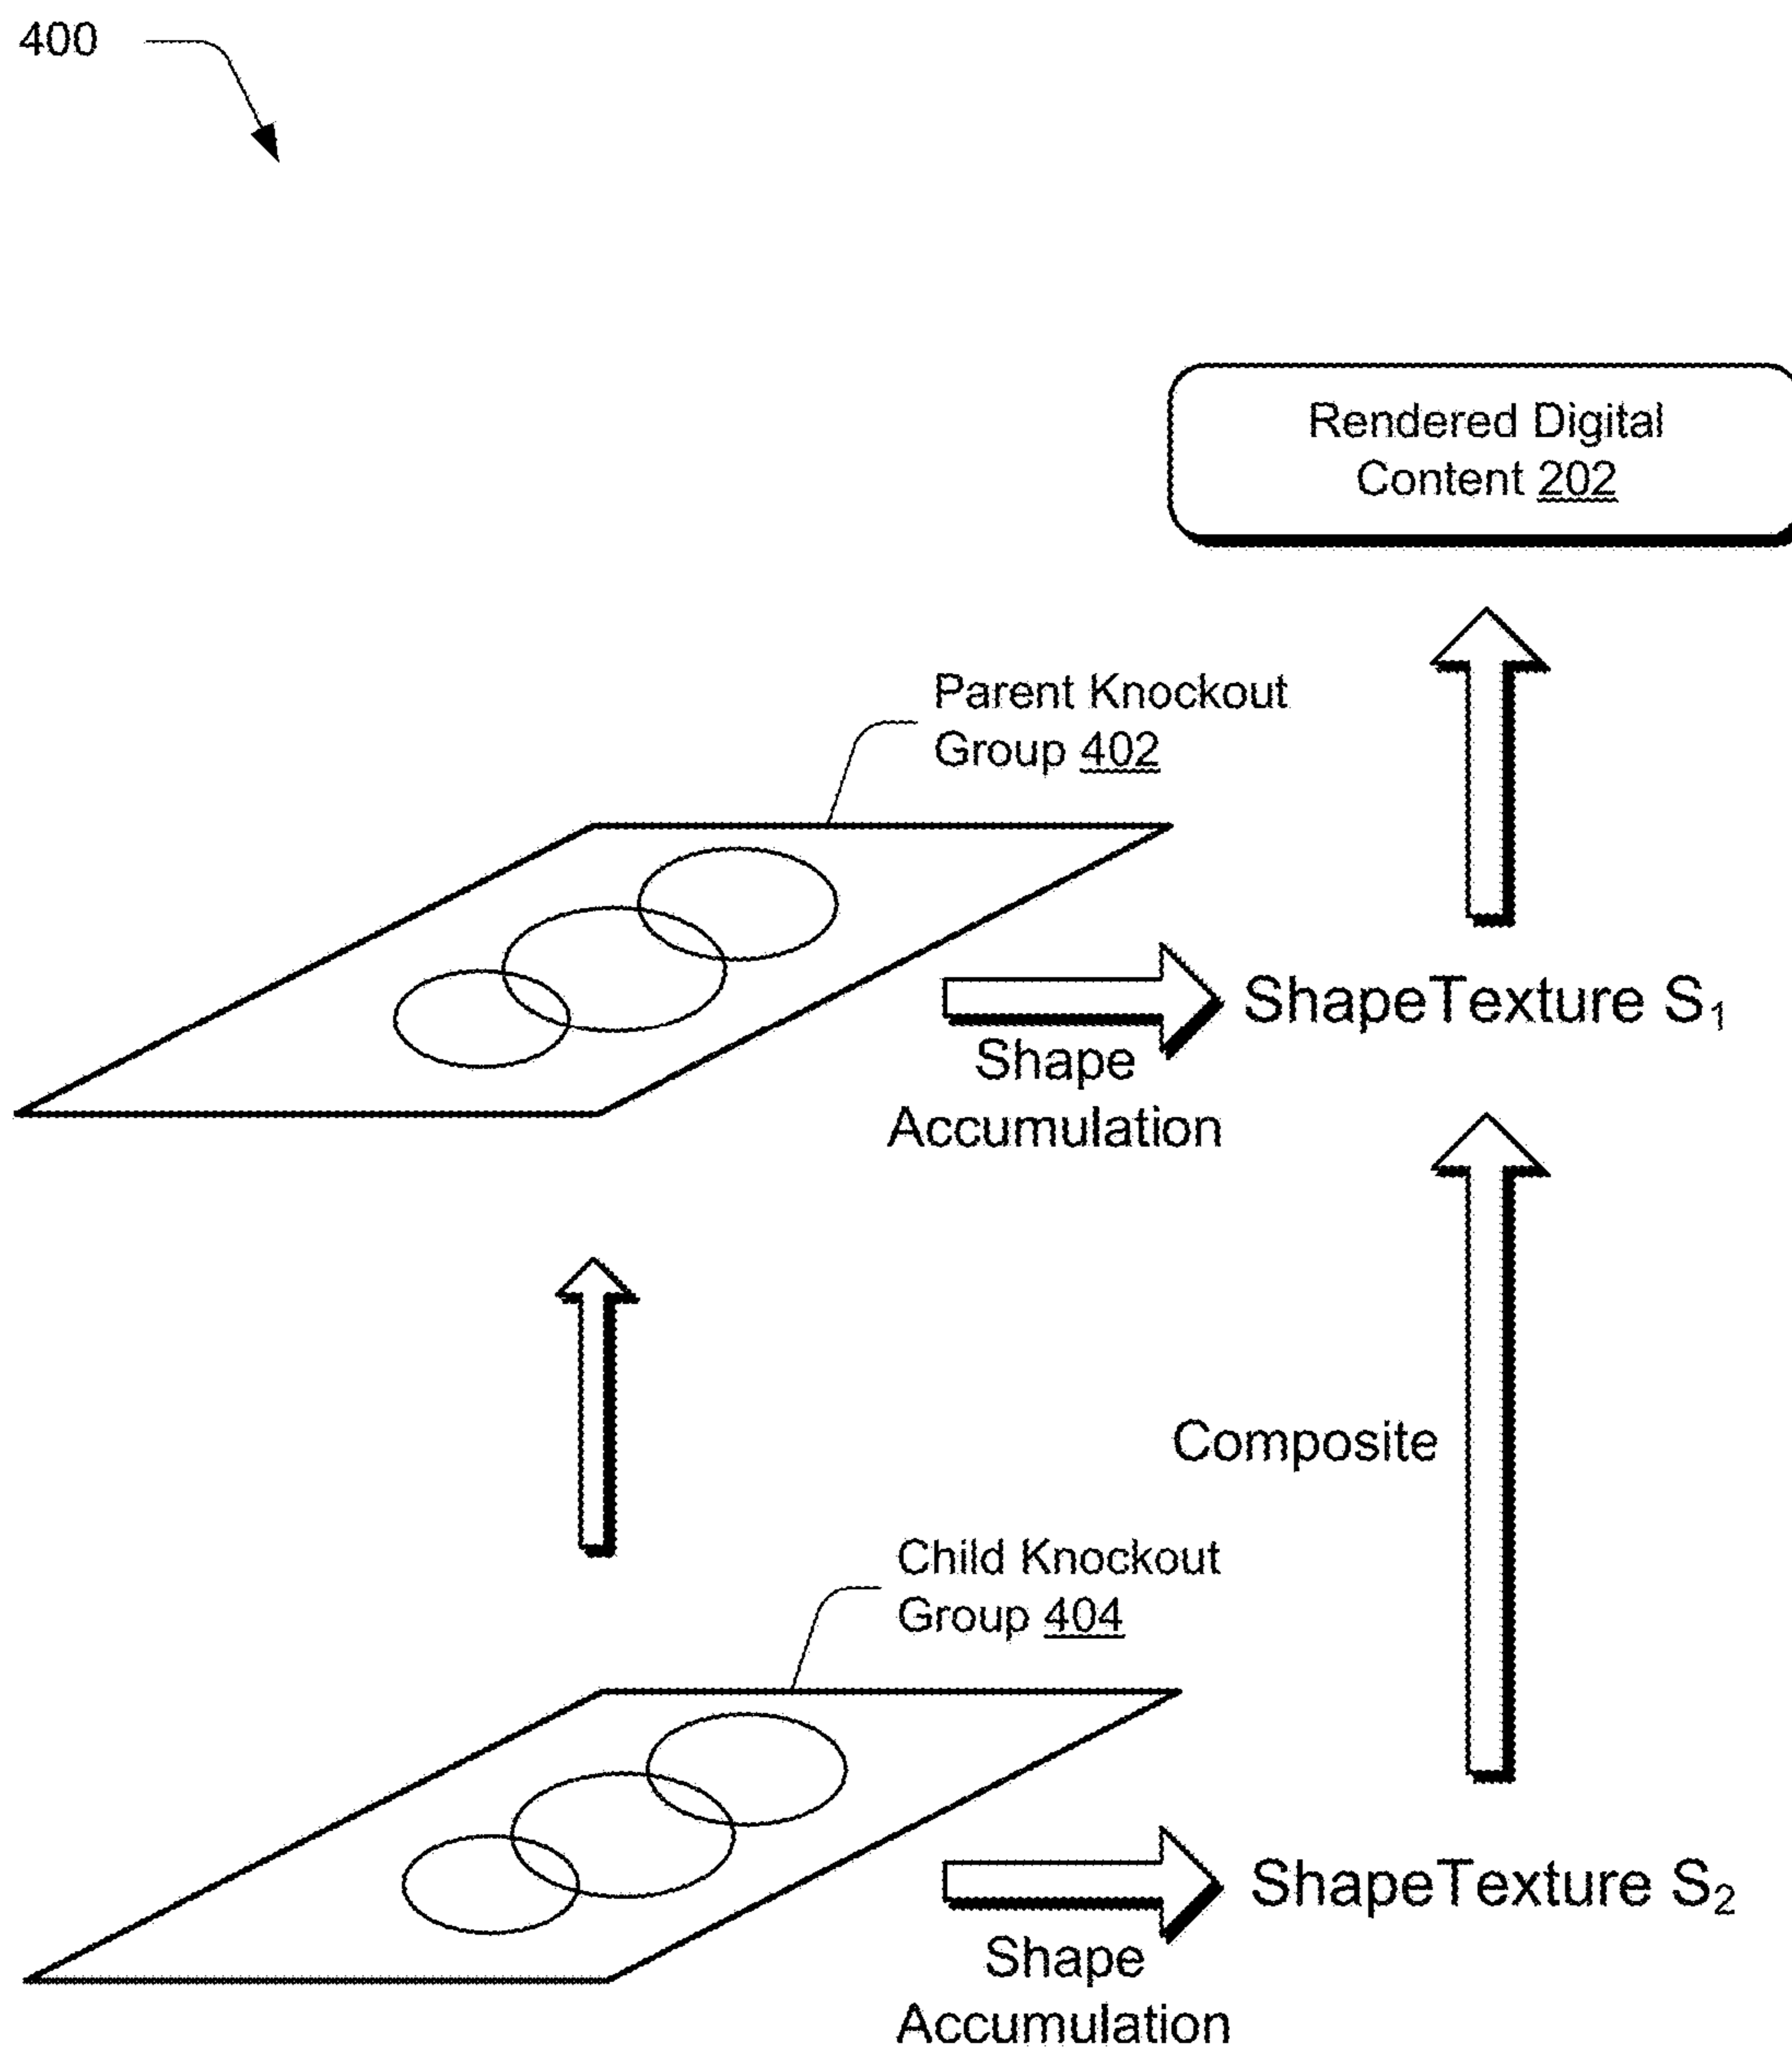 400
Rendered Digital
Content 202
Parent Knockout
Group 402
ShapeTexture S₁
Shape
Accumulation
Composite
Child Knockout
Group 404
ShapeTexture S₂
Shape
Accumulation